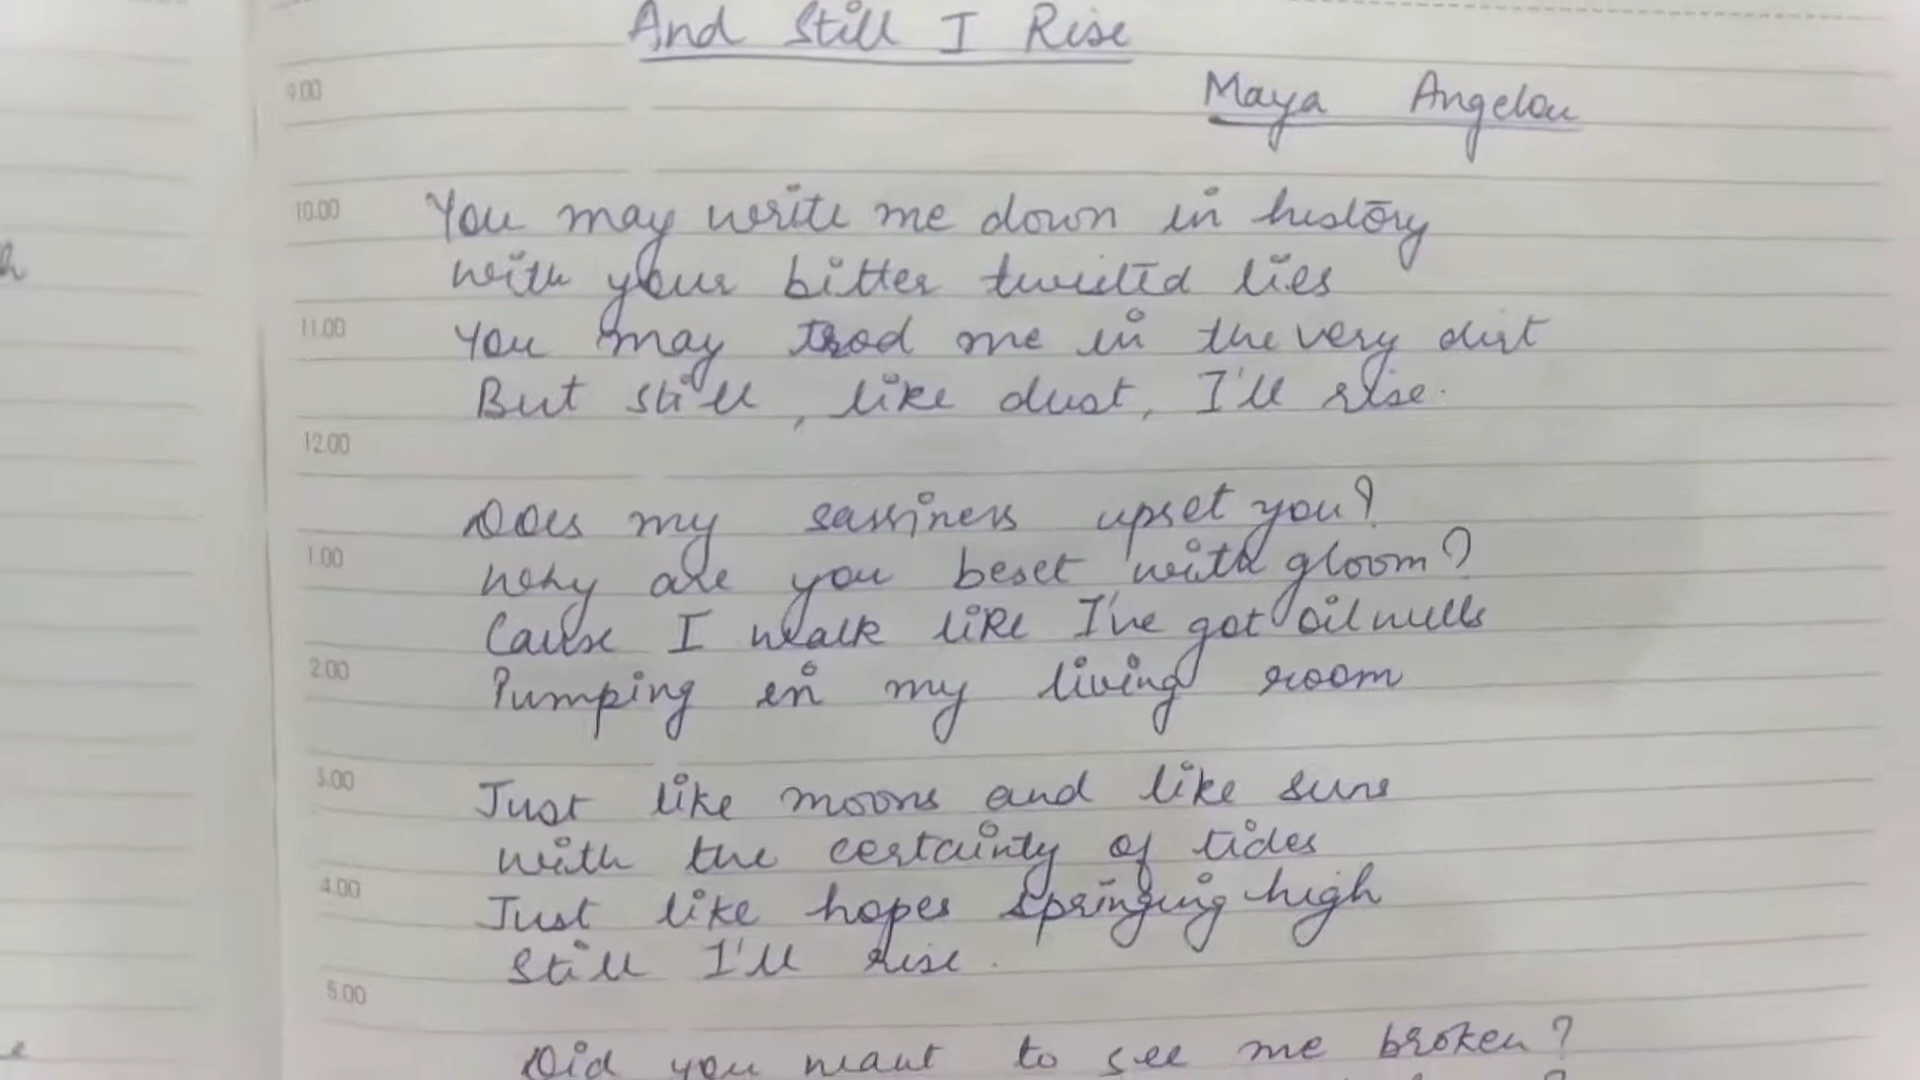 And Still I Rise
9.00
Maya Angelou
10.00 You may write me down in history
with your bitter twisted lies
11.00 You may trod me in the very dirt
But still, like dust, I'll rise.
12.00
Does my sassiness upset you?
1.00 Why are you beset with gloom?
Cause I walk like I've got oil wells
2.00 Pumping in my living room
3.00 Just like moons and like suns
with the certainty of tides
4.00 Just like hopes springing high
Still I'll rise.
5.00
Did you want to see me broken?